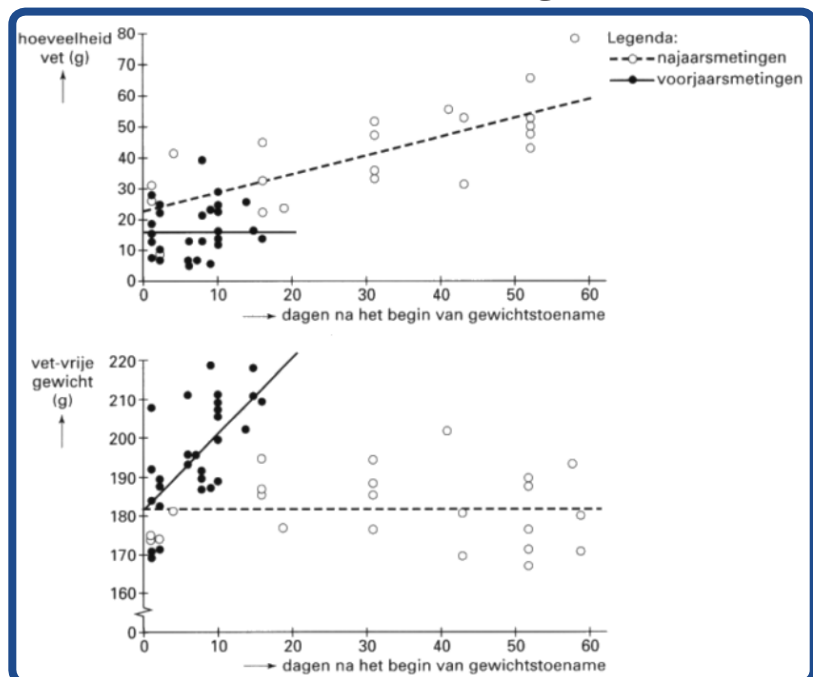 hoeveelheid
vet (g)
80
70
60
50
40
30
20
10
0
0 10 20 30 40 50 60
dagen na het begin van gewichtstoename
Legenda:
najaarsmetingen
voorjaarsmetingen
vet-vrije
gewicht
(g)
220
210
200
190
180
170
160
0
0 10 20 30 40 50 60
dagen na het begin van gewichtstoename